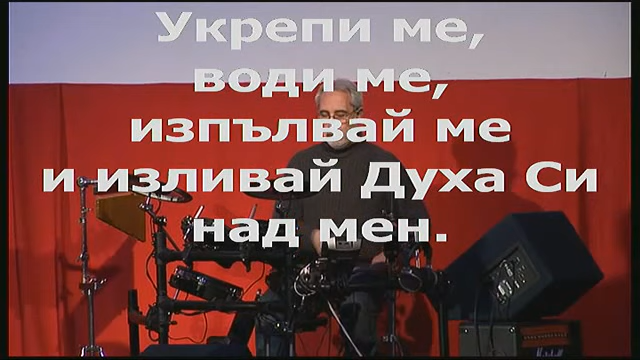 Укрепи ме,
води ме,
изпълвай ме
и изливай Духа Си
над мен.